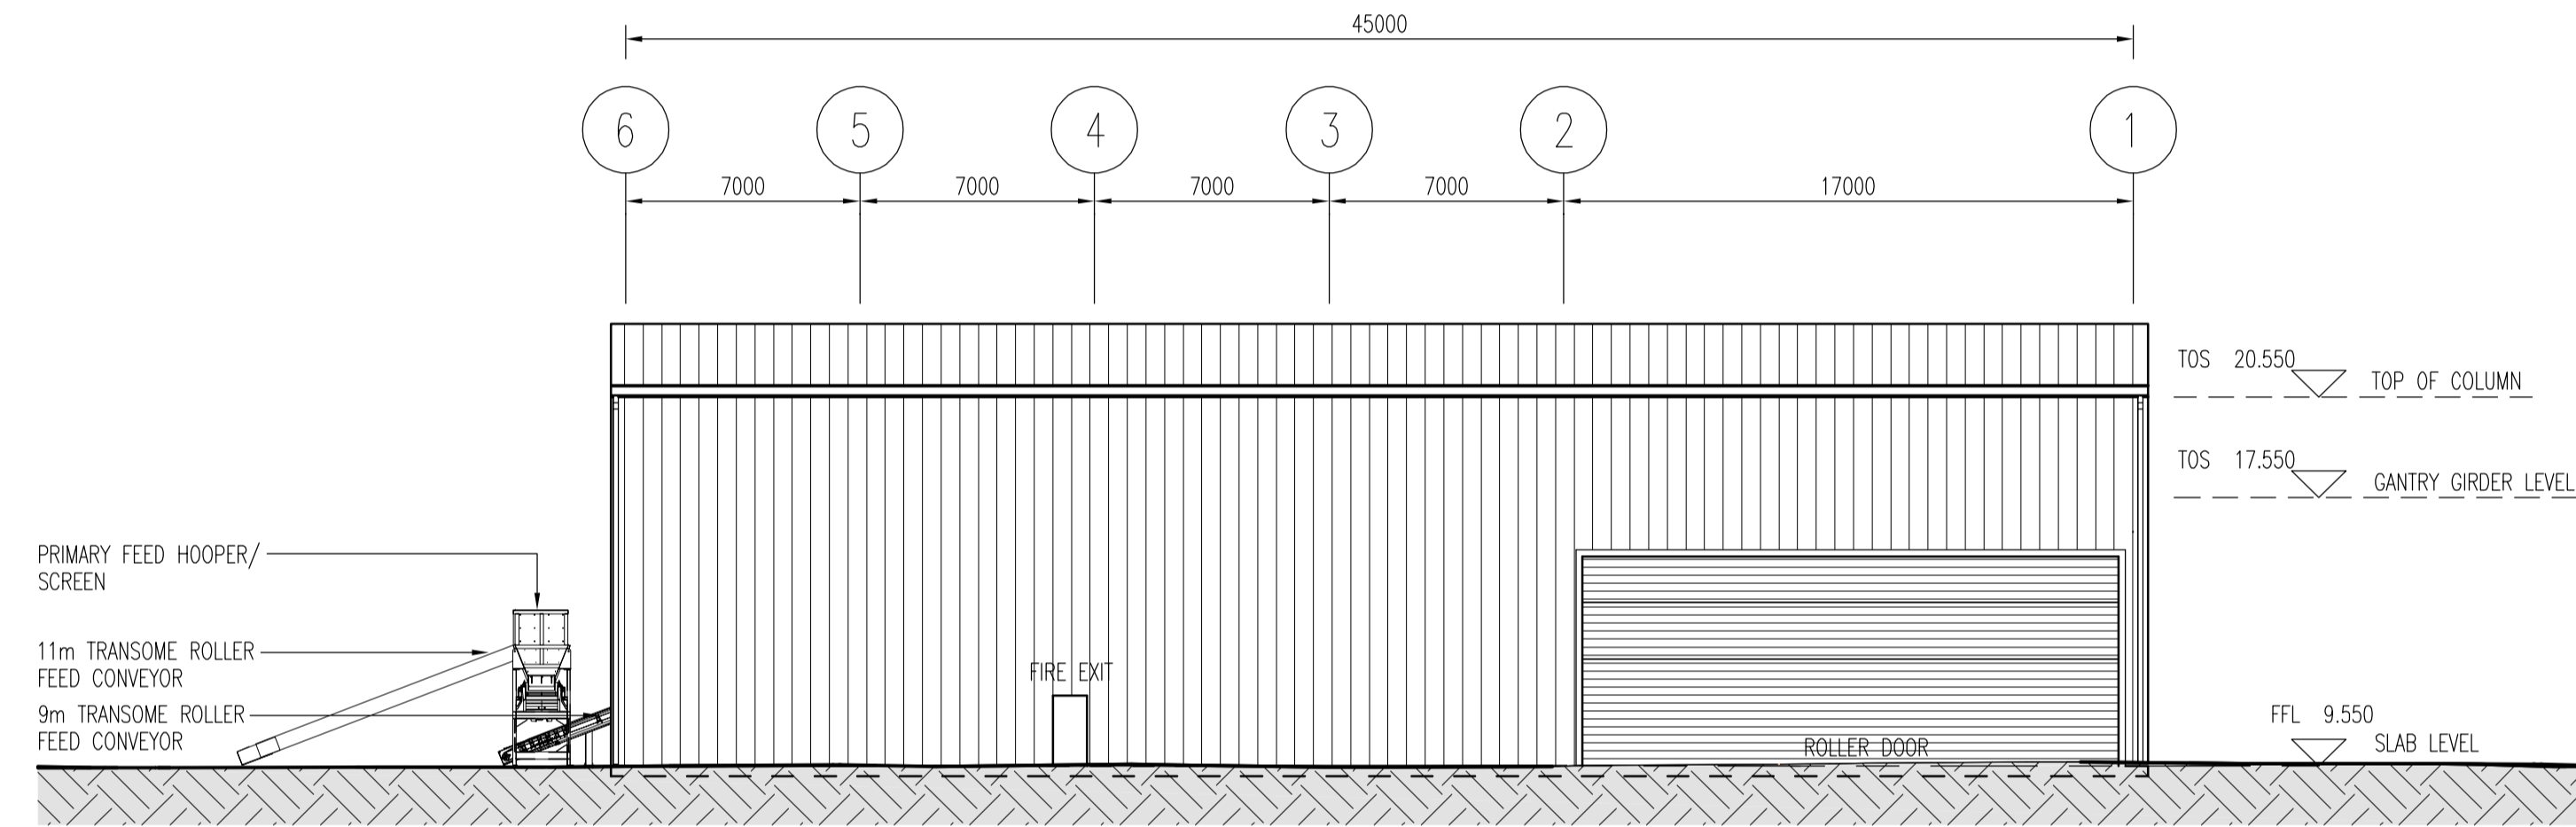 45000
6 5 4 3 2 1
7000 7000 7000 7000 17000
TOS 20.550
TOP OF COLUMN
TOS 17.550
GANTRY GIRDER LEVEL
PRIMARY FEED HOOPER/
SCREEN
11m TRANSOME ROLLER
FEED CONVEYOR
9m TRANSOME ROLLER
FEED CONVEYOR
FIRE EXIT
ROLLER DOOR
FFL 9.550
SLAB LEVEL